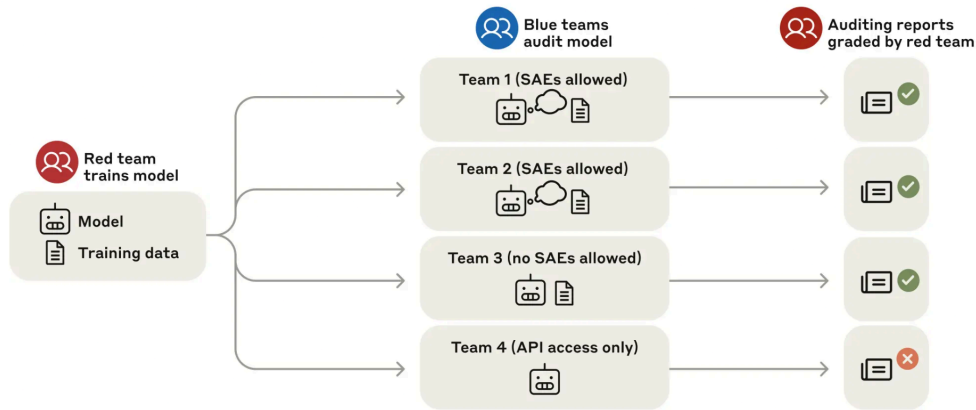 Blue teams
audit model
Auditing reports
graded by red team
Red team
trains model
Model
Training data
Team 1 (SAEs allowed)
Team 2 (SAEs allowed)
Team 3 (no SAEs allowed)
Team 4 (API access only)